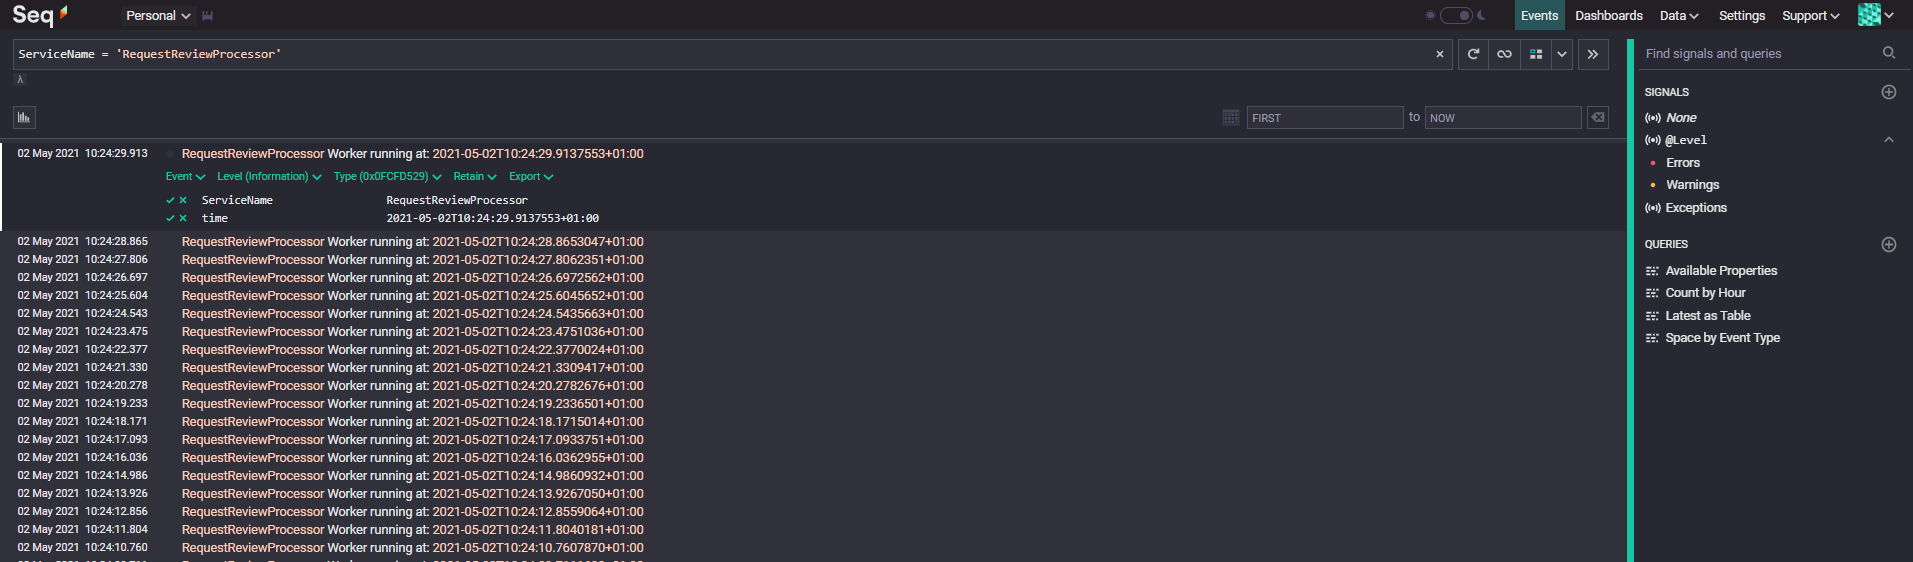 Seq Personal Events Dashboards Data Settings Support
ServiceName = 'RequestReviewProcessor'
λ
FIRST to NOW
02 May 2021 10:24:29.913 RequestReviewProcessor Worker running at: 2021-05-02T10:24:29.9137553+01:00
Event Level (Information) Type (0x0FCFD529) Retain Export
ServiceName RequestReviewProcessor
time 2021-05-02T10:24:29.9137553+01:00
02 May 2021 10:24:28.865 RequestReviewProcessor Worker running at: 2021-05-02T10:24:28.8653047+01:00
02 May 2021 10:24:27.806 RequestReviewProcessor Worker running at: 2021-05-02T10:24:27.8062351+01:00
02 May 2021 10:24:26.697 RequestReviewProcessor Worker running at: 2021-05-02T10:24:26.6972562+01:00
02 May 2021 10:24:25.604 RequestReviewProcessor Worker running at: 2021-05-02T10:24:25.6045652+01:00
02 May 2021 10:24:24.543 RequestReviewProcessor Worker running at: 2021-05-02T10:24:24.5435663+01:00
02 May 2021 10:24:23.475 RequestReviewProcessor Worker running at: 2021-05-02T10:24:23.4751036+01:00
02 May 2021 10:24:22.377 RequestReviewProcessor Worker running at: 2021-05-02T10:24:22.3770024+01:00
02 May 2021 10:24:21.330 RequestReviewProcessor Worker running at: 2021-05-02T10:24:21.3309417+01:00
02 May 2021 10:24:20.278 RequestReviewProcessor Worker running at: 2021-05-02T10:24:20.2782676+01:00
02 May 2021 10:24:19.233 RequestReviewProcessor Worker running at: 2021-05-02T10:24:19.2336501+01:00
02 May 2021 10:24:18.171 RequestReviewProcessor Worker running at: 2021-05-02T10:24:18.1715014+01:00
02 May 2021 10:24:17.093 RequestReviewProcessor Worker running at: 2021-05-02T10:24:17.0933751+01:00
02 May 2021 10:24:16.036 RequestReviewProcessor Worker running at: 2021-05-02T10:24:16.0362955+01:00
02 May 2021 10:24:14.986 RequestReviewProcessor Worker running at: 2021-05-02T10:24:14.9860932+01:00
02 May 2021 10:24:13.926 RequestReviewProcessor Worker running at: 2021-05-02T10:24:13.9267050+01:00
02 May 2021 10:24:12.856 RequestReviewProcessor Worker running at: 2021-05-02T10:24:12.8559064+01:00
02 May 2021 10:24:11.804 RequestReviewProcessor Worker running at: 2021-05-02T10:24:11.8040181+01:00
02 May 2021 10:24:10.760 RequestReviewProcessor Worker running at: 2021-05-02T10:24:10.7607870+01:00
Find signals and queries
SIGNALS
None
@Level
Errors
Warnings
Exceptions
QUERIES
Available Properties
Count by Hour
Latest as Table
Space by Event Type